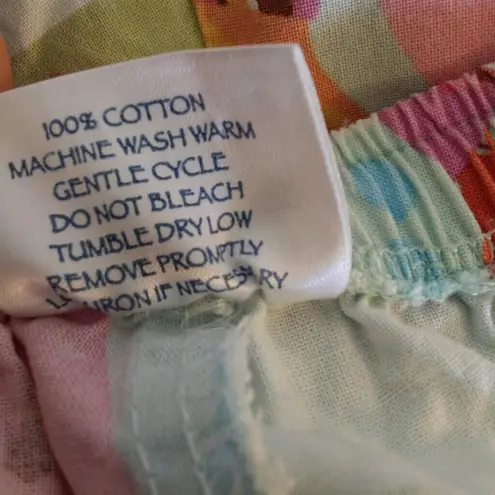 100% COTTON
MACHINE WASH WARM
GENTLE CYCLE
DO NOT BLEACH
TUMBLE DRY LOW
REMOVE PROMPTLY
IRON IF NECESSARY